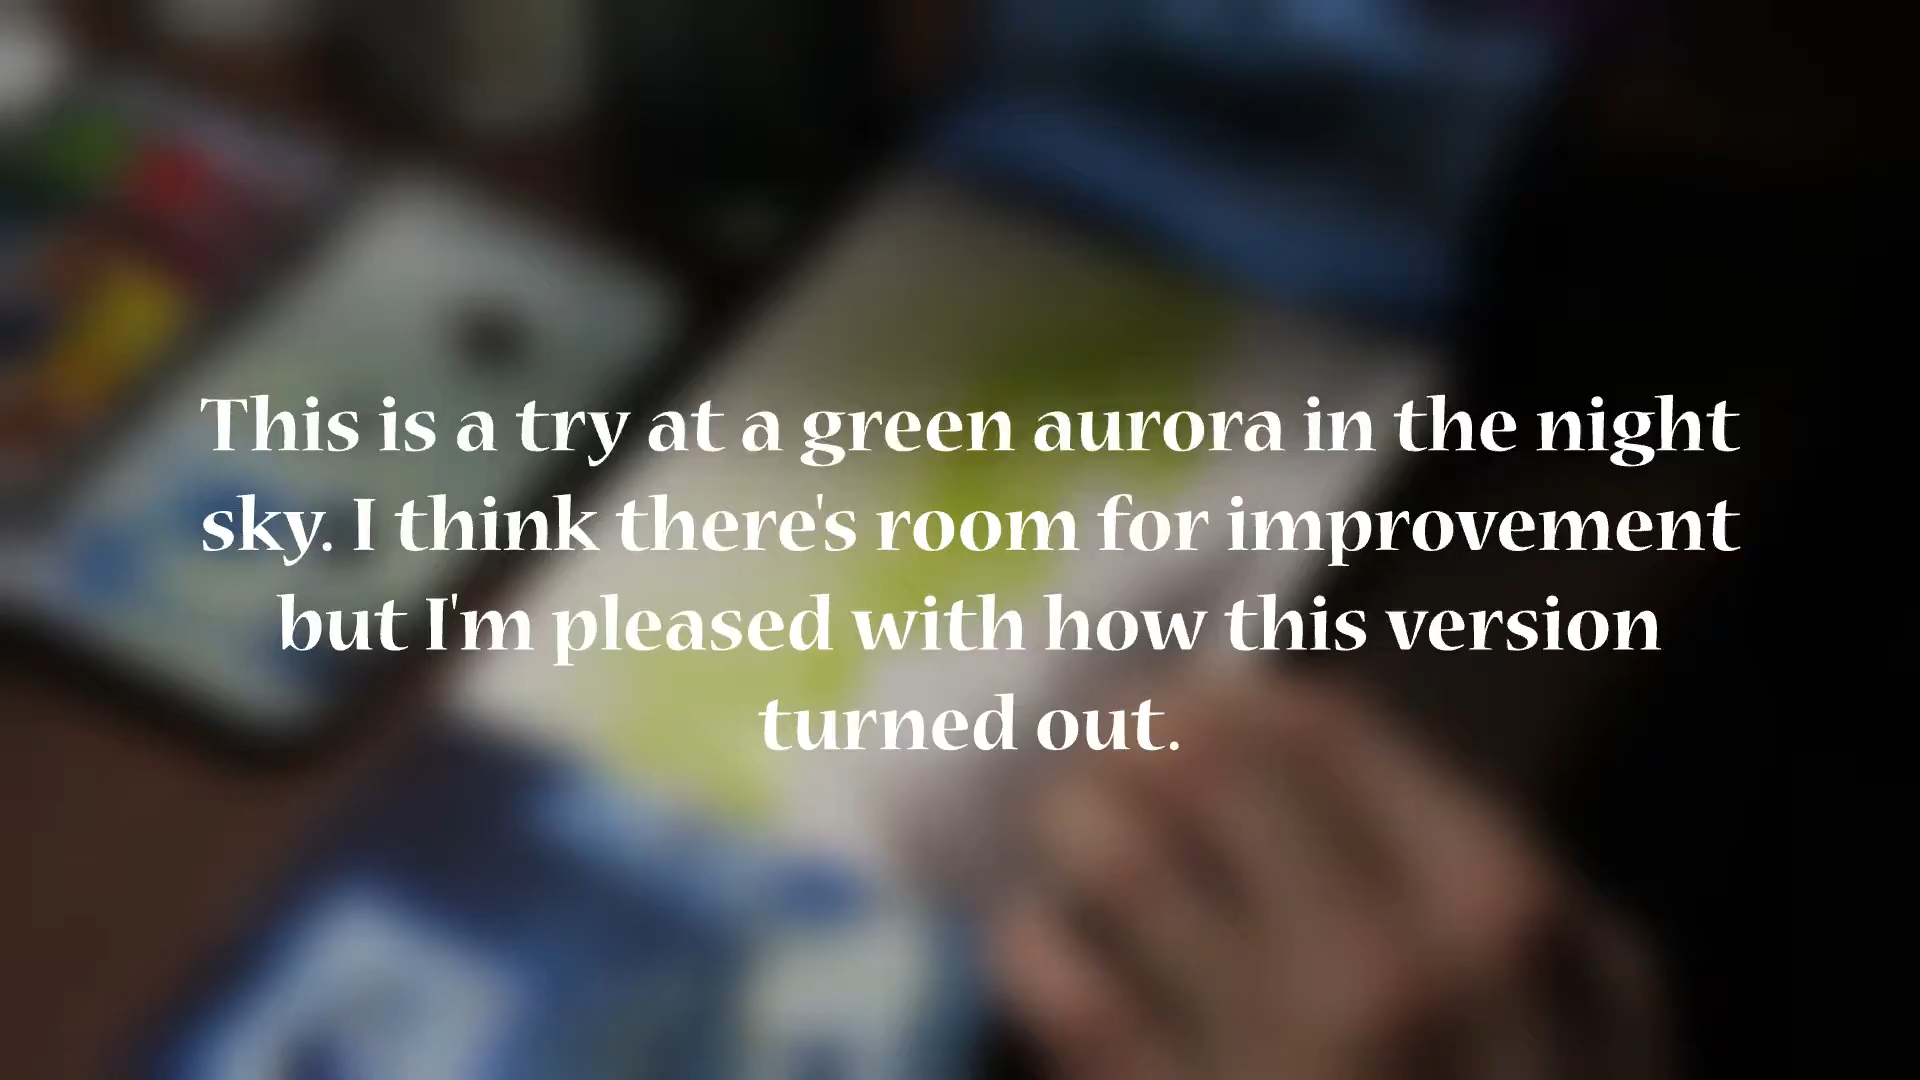 This is a try at a green aurora in the night
sky. I think there's room for improvement
but I'm pleased with how this version
turned out.